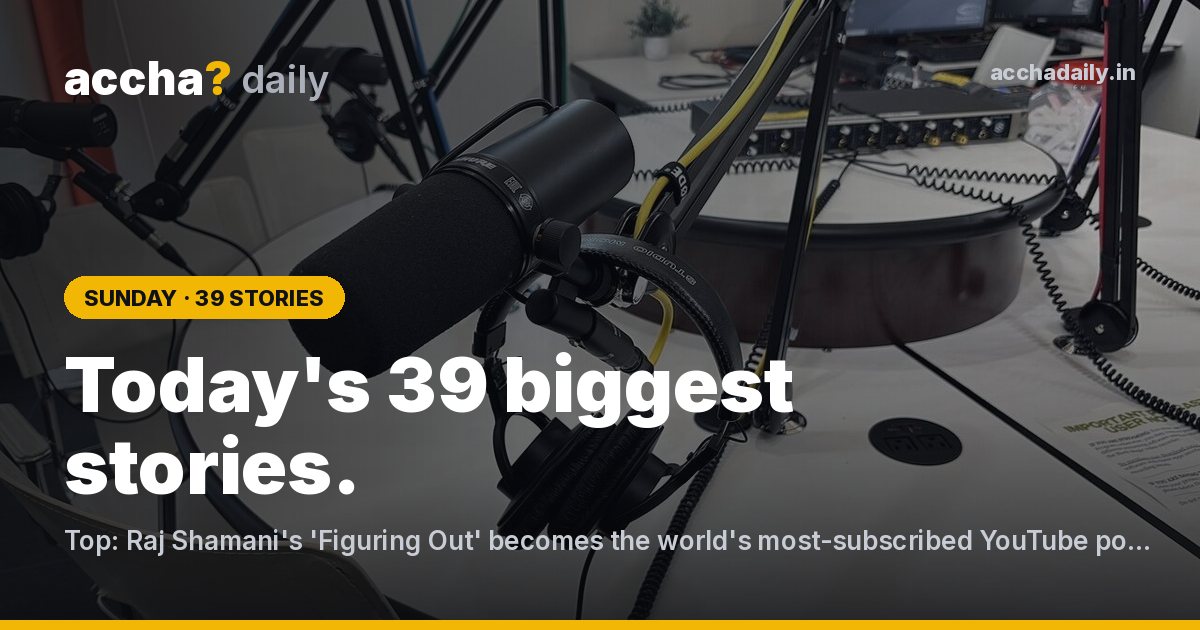 accha? daily
acchadaily.in
SUNDAY · 39 STORIES
Today's 39 biggest
stories.
Top: Raj Shamani's 'Figuring Out' becomes the world's most-subscribed YouTube po...